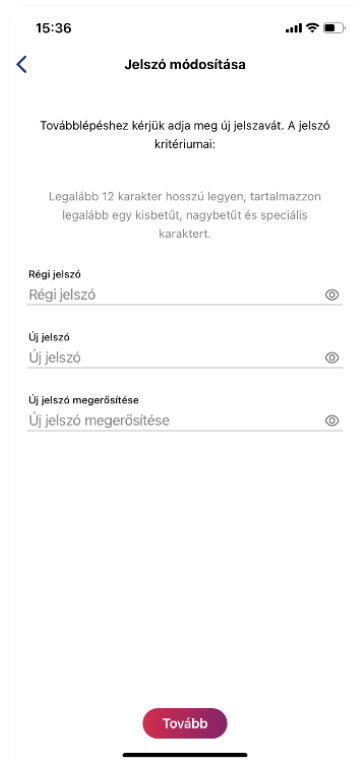 15:36
Jelszó módosítása
Továbblépéshez kérjük adja meg új jelszavát. A jelszó
kritériumai:
Legalább 12 karakter hosszú legyen, tartalmazzon
legalább egy kisbetűt, nagybetűt és speciális
karaktert.
Régi jelszó
Régi jelszó
Új jelszó
Új jelszó
Új jelszó megerősítése
Új jelszó megerősítése
Tovább